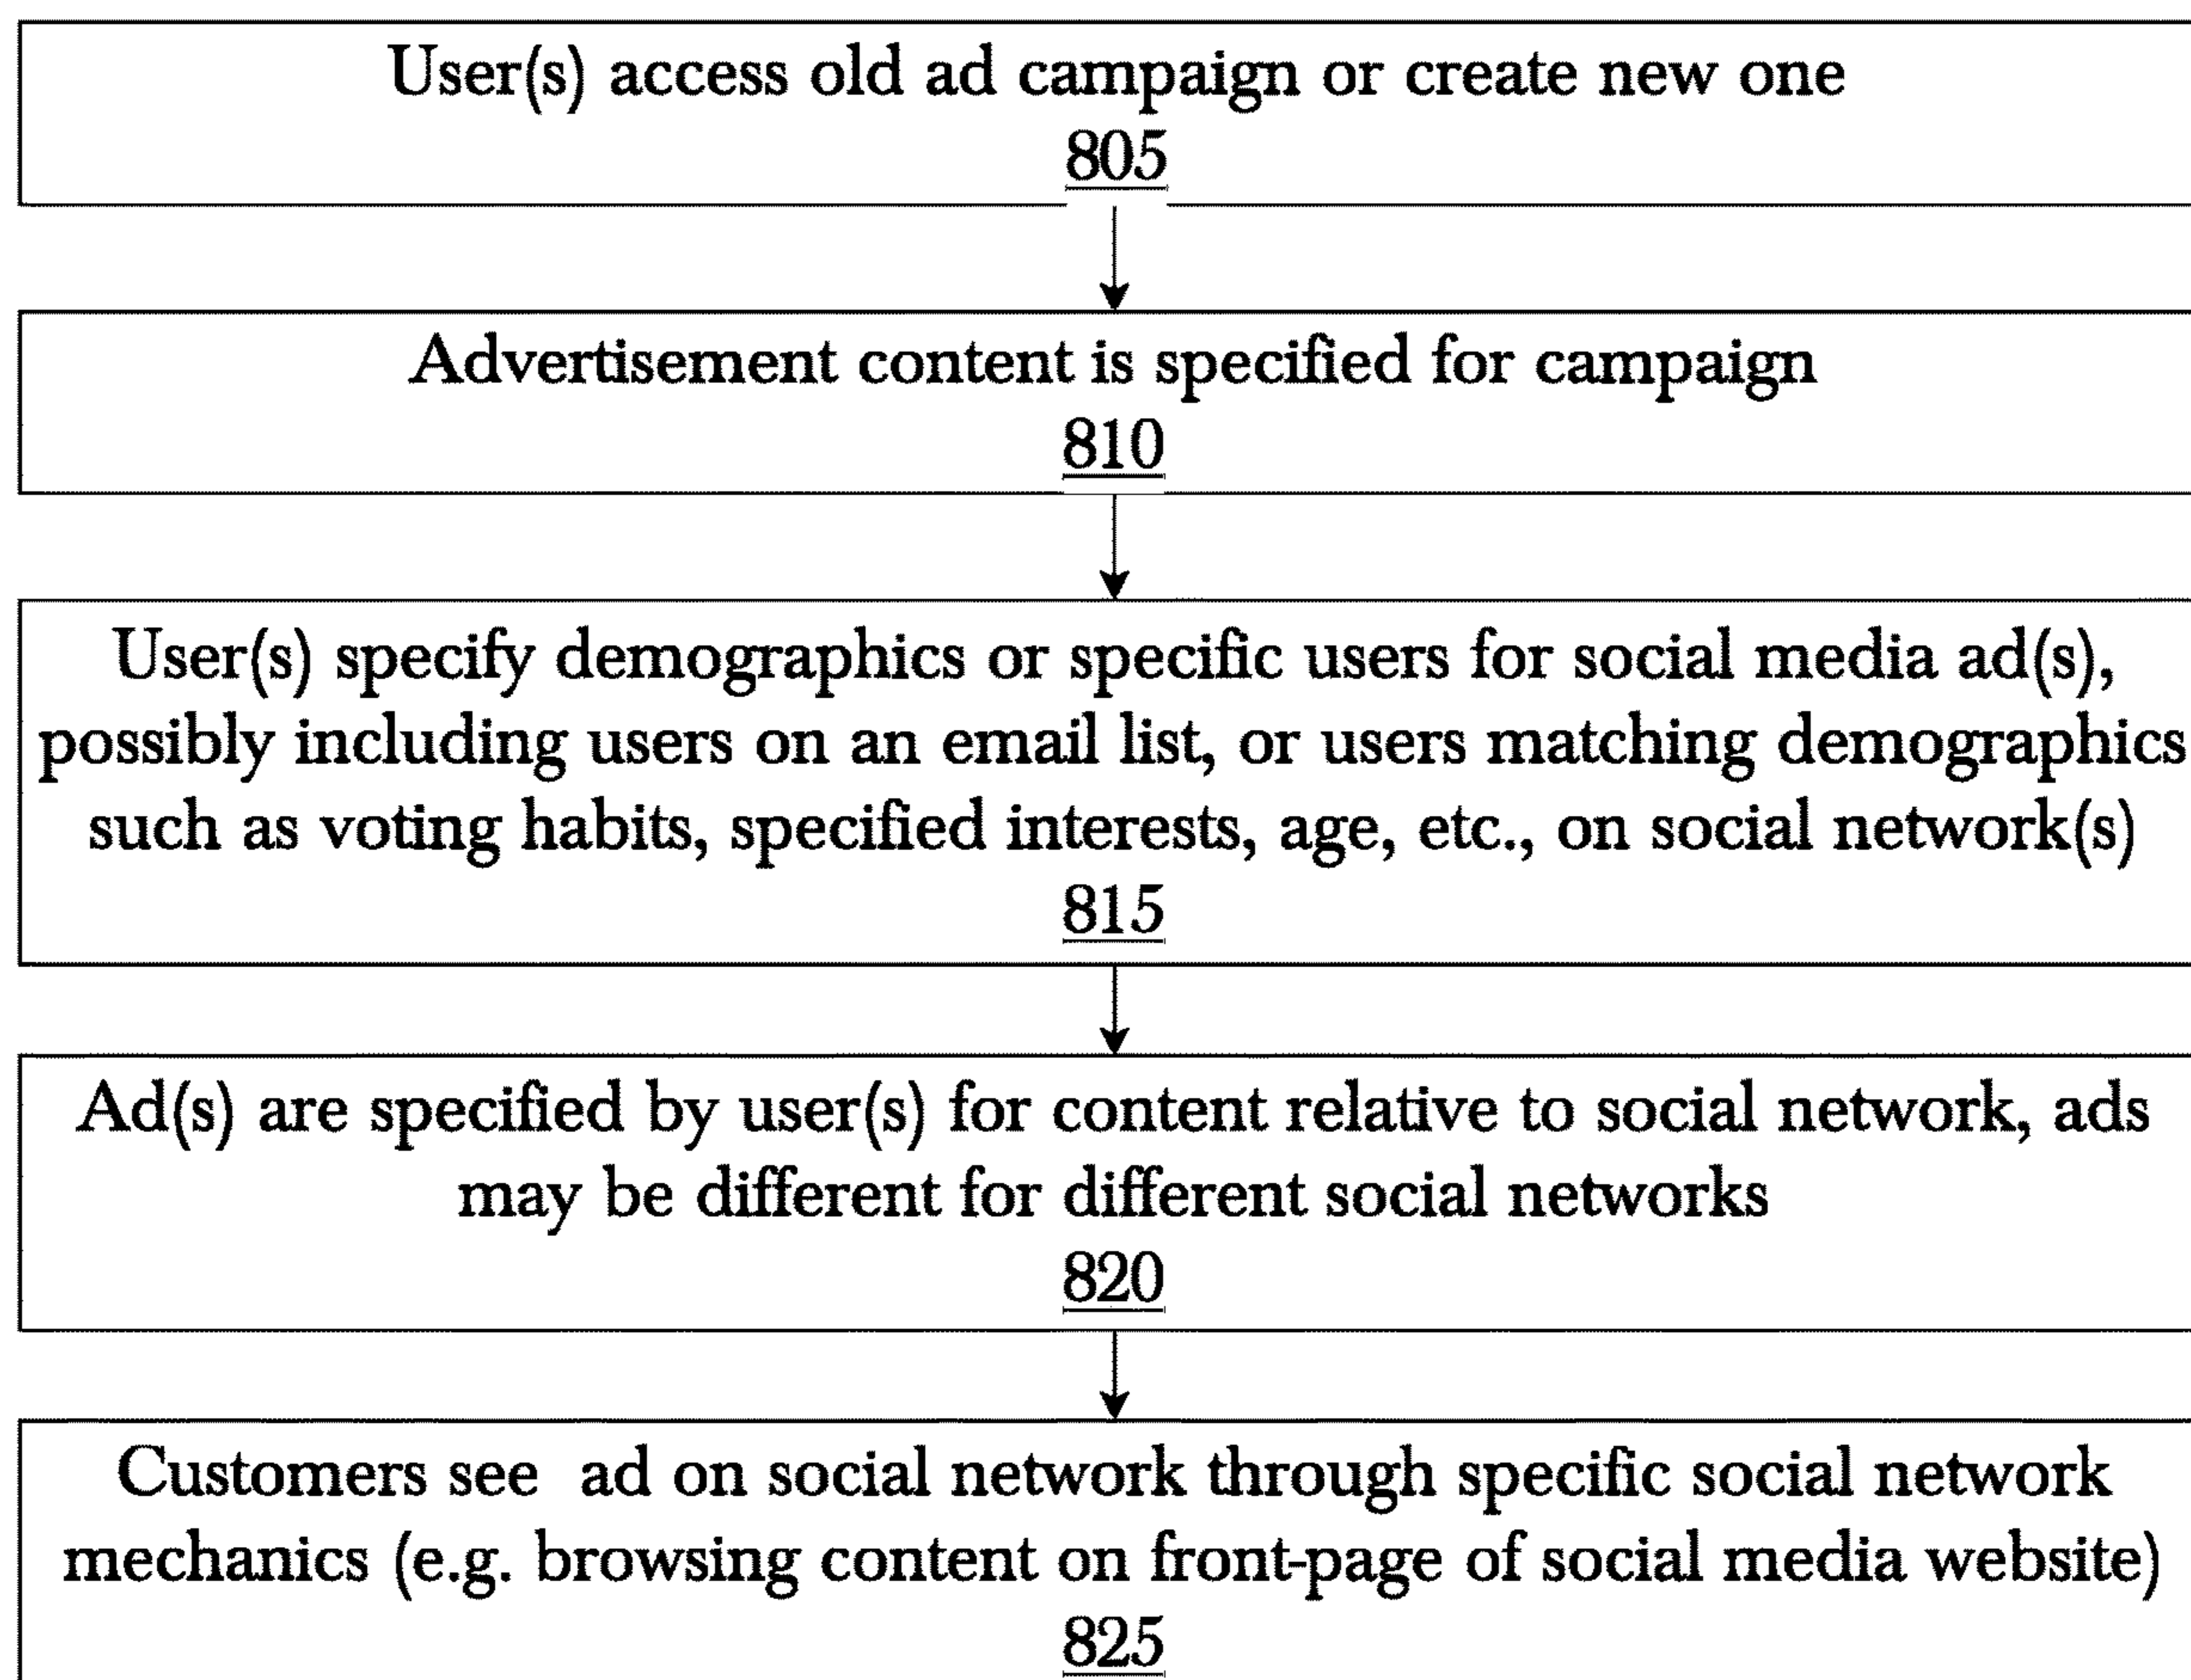 User(s) access old ad campaign or create new one
805
Advertisement content is specified for campaign
810
User(s) specify demographics or specific users for social media ad(s),
possibly including users on an email list, or users matching demographics
such as voting habits, specified interests, age, etc., on social network(s)
815
Ad(s) are specified by user(s) for content relative to social network, ads
may be different for different social networks
820
Customers see ad on social network through specific social network
mechanics (e.g. browsing content on front-page of social media website)
825